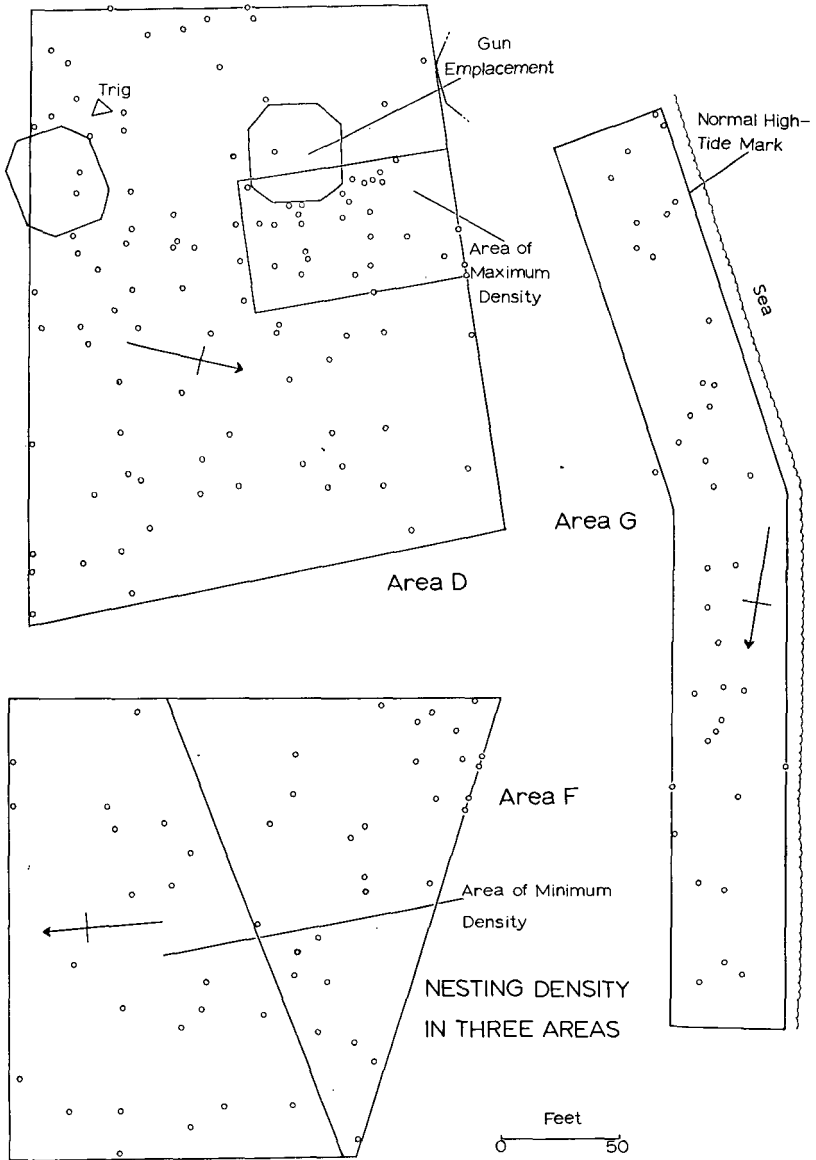 Gun
Emplacement
Trig
Normal High-
Tide Mark
Area of
Maximum
Density
Sea
Area G
Area D
Area F
Area of Minimum
Density
NESTING DENSITY
IN THREE AREAS
Feet
0 50